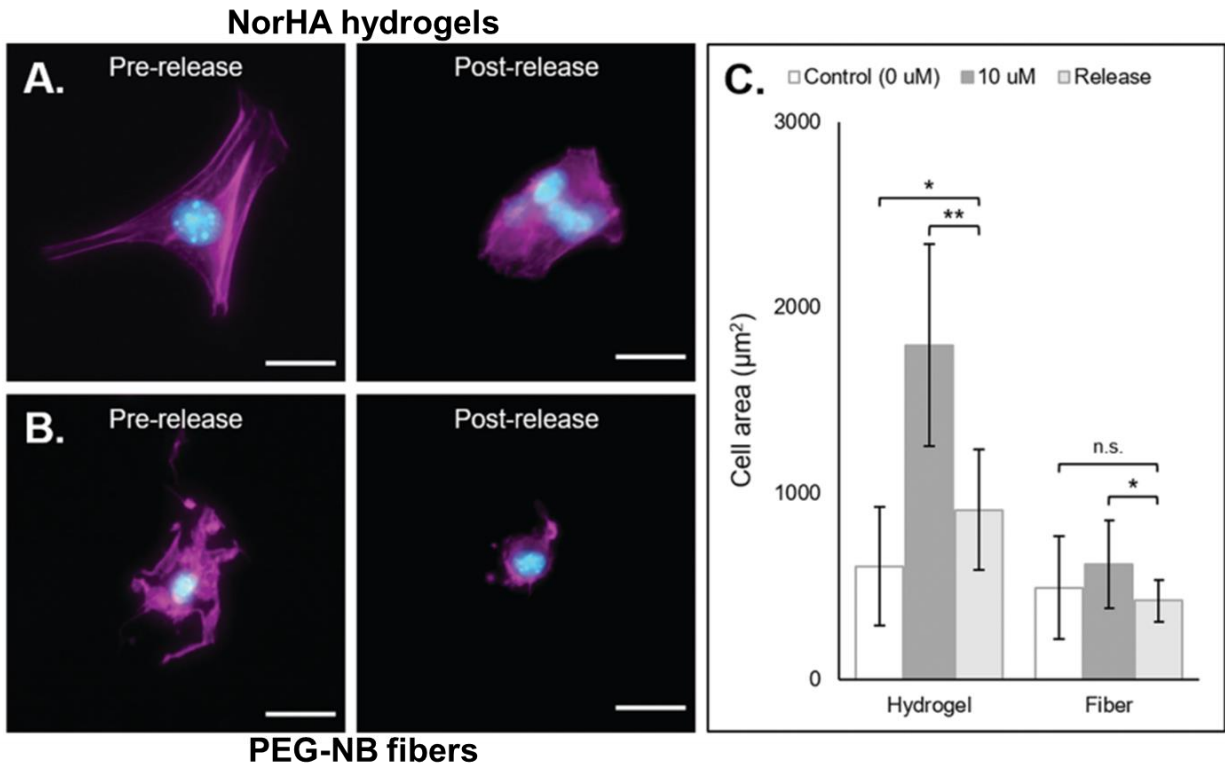 NorHA hydrogels
A.
Pre-release
Post-release
B.
Pre-release
Post-release
PEG-NB fibers
C.
Control (0 uM) 10 uM Release
3000
2000
1000
0
Cell area (µm²)
*
**
n.s.
*
Hydrogel Fiber